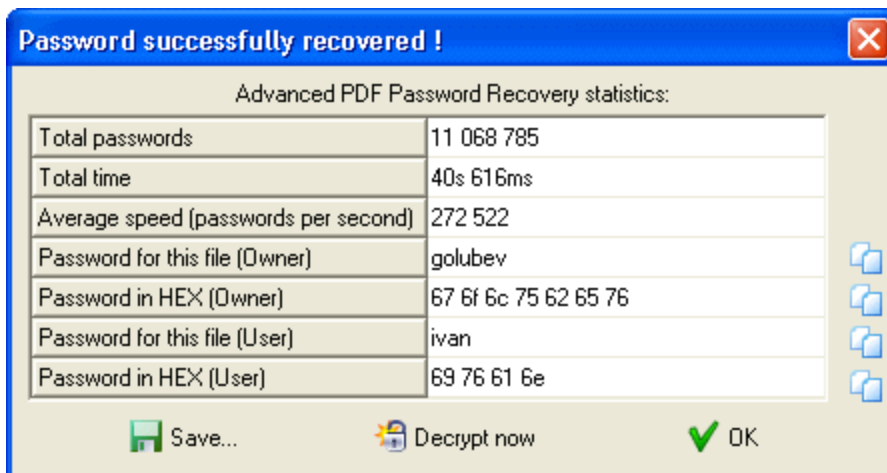 Password successfully recovered !
Advanced PDF Password Recovery statistics:
Total passwords 11 068 785
Total time 40s 616ms
Average speed (passwords per second) 272 522
Password for this file (Owner) golubev
Password in HEX (Owner) 67 6f 6c 75 62 65 76
Password for this file (User) ivan
Password in HEX (User) 69 76 61 6e
Save... Decrypt now OK